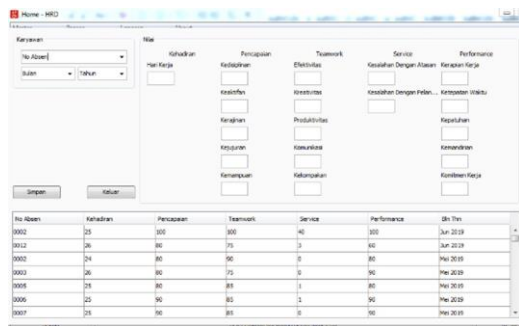 Home - HRD
Karyawan
Nilai
No Absen
Bulan Tahun
Kehadiran Pencapaian Teamwork Service Performance
Hari Kerja Kedisiplinan Efektivitas Kesalahan Dengan Atasan Kerapian Kerja
Keaktifan Kreativitas Kesalahan Dengan Pelan... Ketepatan Waktu
Kerajinan Produktivitas Kepatuhan
Kejujuran Komunikasi Kemandirian
Kemampuan Kekompakan Komitmen Kerja
Simpan Keluar
No Absen Kehadiran Pencapaian Teamwork Service Performance Bln Thn
0002 25 100 100 40 100 Jun 2019
0012 26 80 75 3 60 Jun 2019
0002 24 80 90 0 80 Mei 2019
0003 26 80 75 0 90 Mei 2019
0005 25 80 85 1 80 Mei 2019
0006 25 90 85 1 90 Mei 2019
0007 25 90 85 0 90 Mei 2019